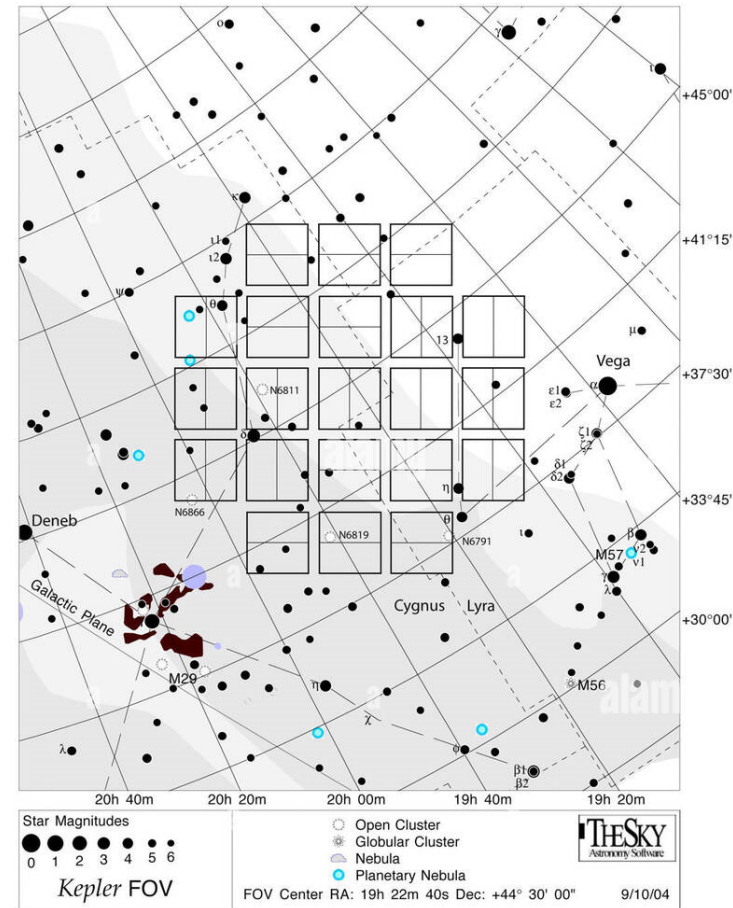 ο
γ
ι
+45°00'
κ
ι1
ι2
+41°15'
ψ
θ
13
μ
Vega
+37°30'
α
ε1
ε2
N6811
ζ1
ζ2
δ
alamy
δ1
δ2
+33°45'
η
N6866
θ
Deneb
N6819
N6791
ι
β
M57
ν2
ν1
γ
λ
Galactic Plane
Cygnus
Lyra
+30°00'
M29
η
M56
alamy
χ
λ
φ
β1
β2
20h 40m
20h 20m
20h 00m
19h 40m
19h 20m
Star Magnitudes
0 1 2 3 4 5 6
Kepler FOV
Open Cluster
Globular Cluster
Nebula
Planetary Nebula
THESKY
Astronomy Software
FOV Center RA: 19h 22m 40s Dec: +44° 30' 00"
9/10/04